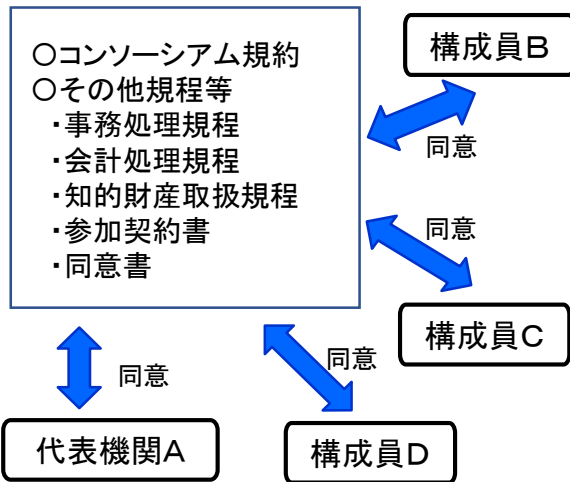 〇コンソーシアム規約
〇その他規程等
・事務処理規程
・会計処理規程
・知的財産取扱規程
・参加契約書
・同意書
構成員B
同意
同意
構成員C
同意
同意
代表機関A
構成員D